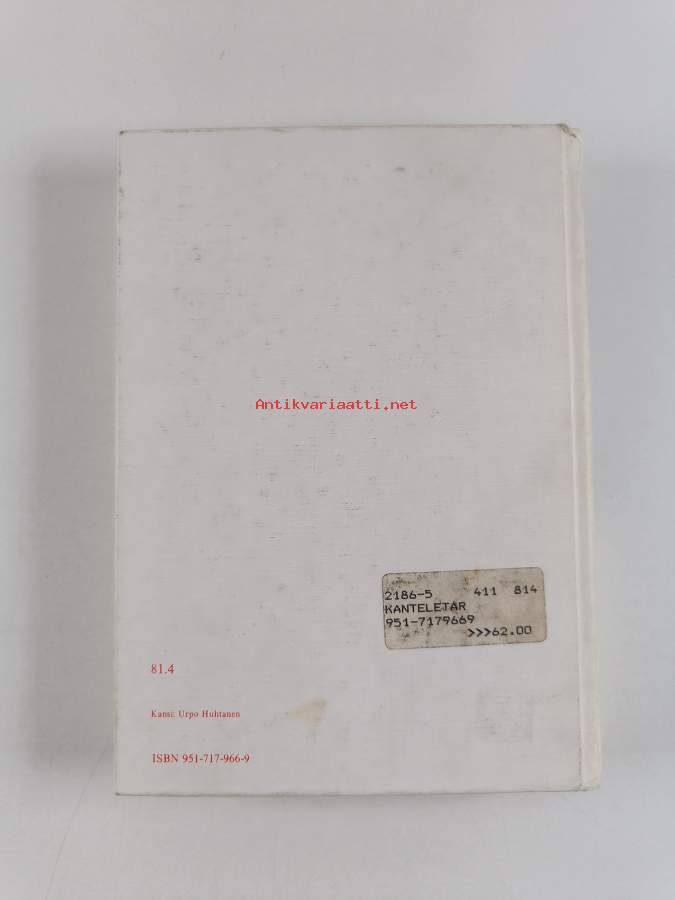 Antikvariaatti.net
2186-5 411 814
KANTELETAR
951-7179669
>>>62.00
81.4
Kansi: Urpo Huhtanen
ISBN 951-717-966-9